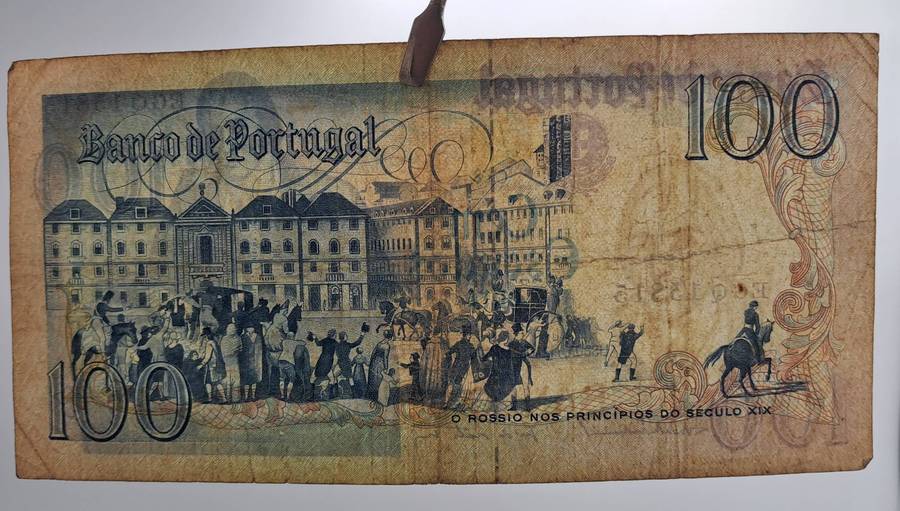 Banco de Portugal
100
100
O ROSSIO NOS PRINCÍPIOS DO SÉCULO XIX